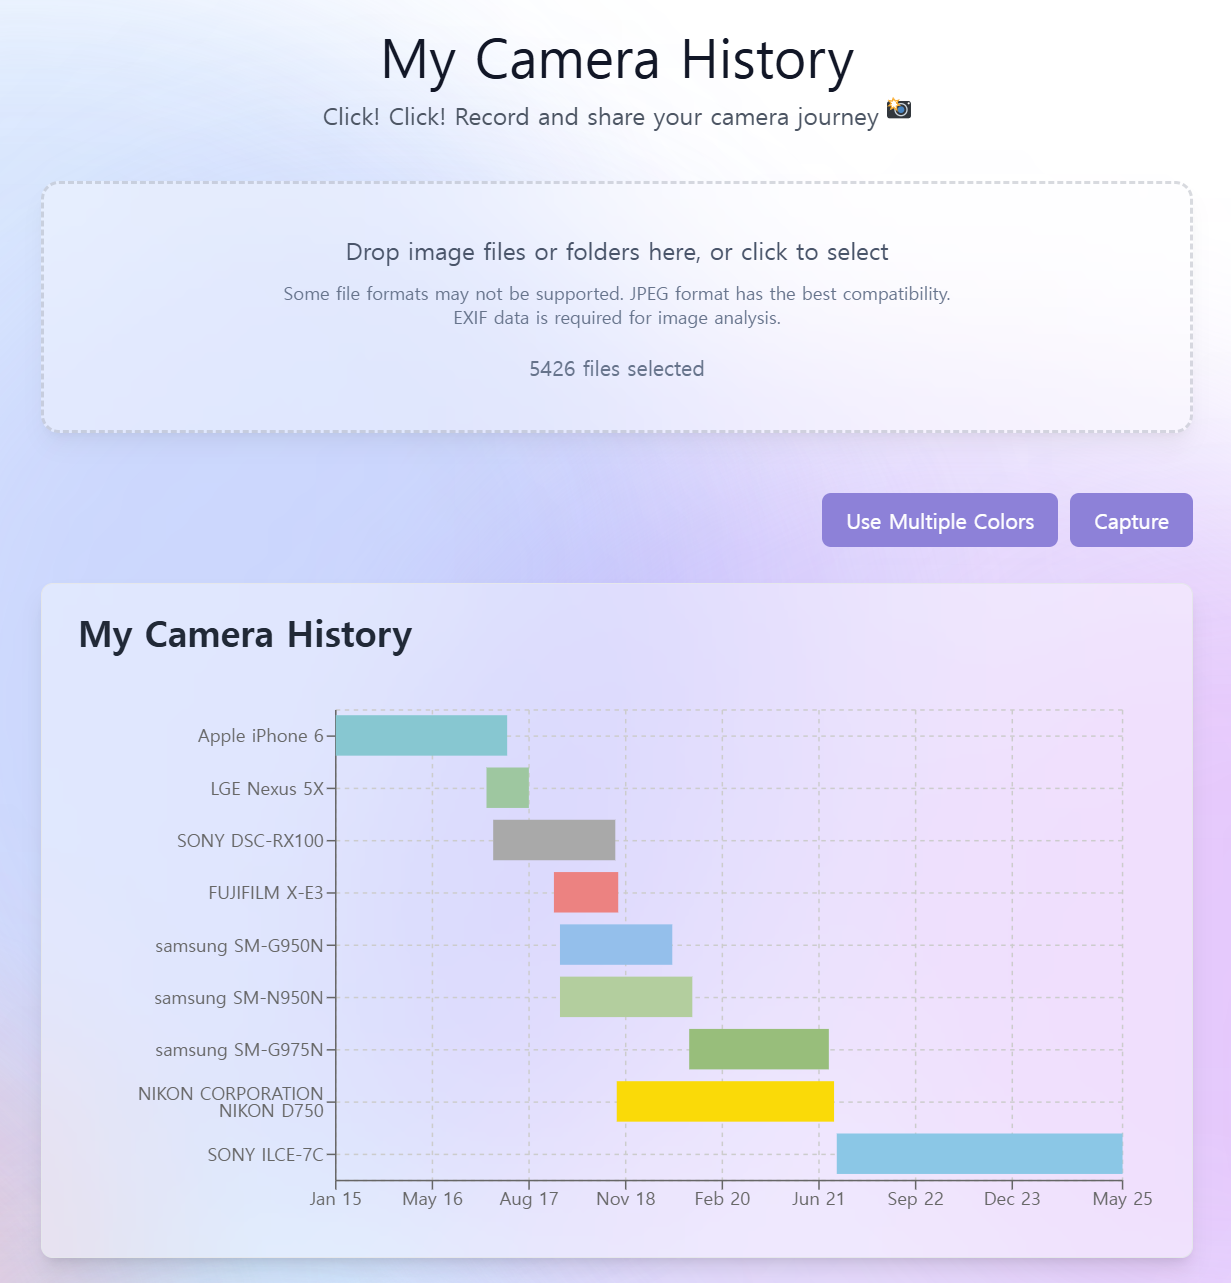 My Camera History
Click! Click! Record and share your camera journey 📸
Drop image files or folders here, or click to select
Some file formats may not be supported. JPEG format has the best compatibility.
EXIF data is required for image analysis.
5426 files selected
Use Multiple Colors
Capture
My Camera History
Apple iPhone 6
LGE Nexus 5X
SONY DSC-RX100
FUJIFILM X-E3
samsung SM-G950N
samsung SM-N950N
samsung SM-G975N
NIKON CORPORATION
NIKON D750
SONY ILCE-7C
Jan 15 May 16 Aug 17 Nov 18 Feb 20 Jun 21 Sep 22 Dec 23 May 25